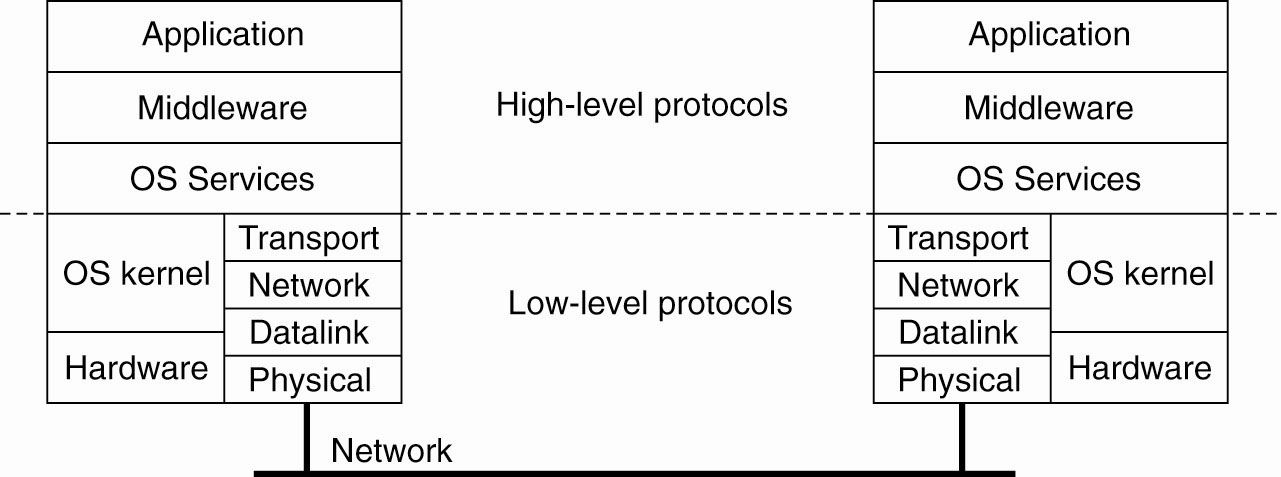 Application
Middleware
OS Services
OS kernel
Hardware
Transport
Network
Datalink
Physical
High-level protocols
Low-level protocols
Network
Application
Middleware
OS Services
Transport
Network
Datalink
Physical
OS kernel
Hardware